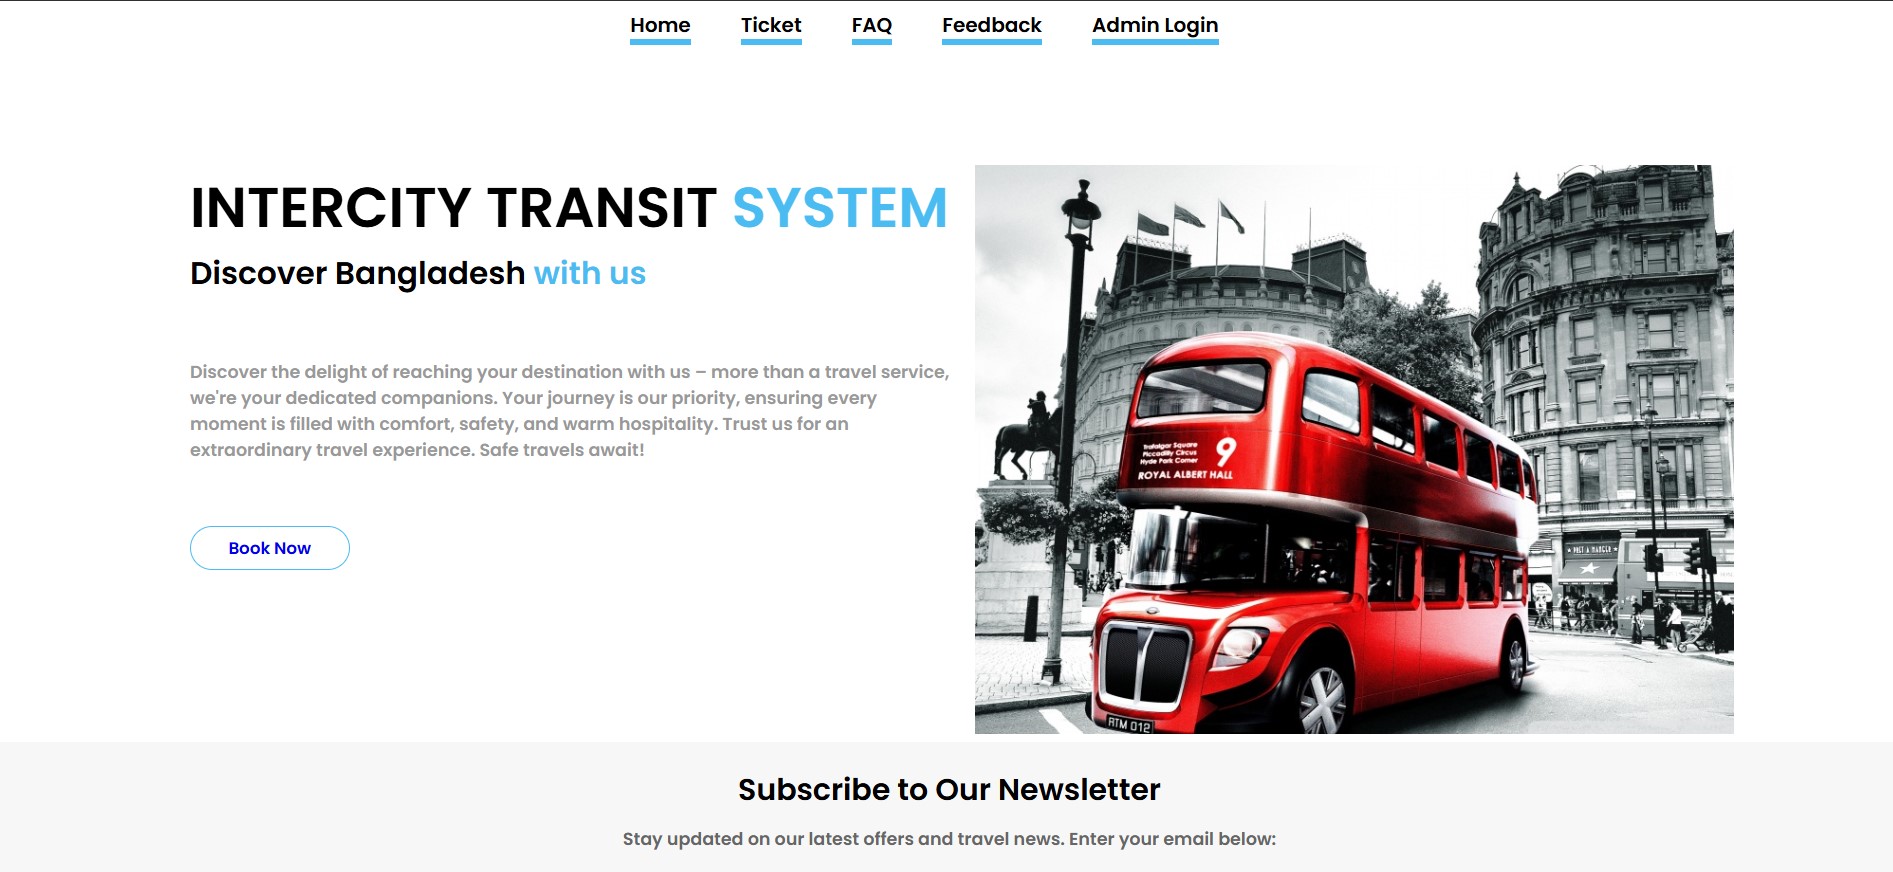 Home Ticket FAQ Feedback Admin Login
INTERCITY TRANSIT SYSTEM
Discover Bangladesh with us
Discover the delight of reaching your destination with us – more than a travel service,
we're your dedicated companions. Your journey is our priority, ensuring every
moment is filled with comfort, safety, and warm hospitality. Trust us for an
extraordinary travel experience. Safe travels await!
Book Now
Trafalgar Square
Piccadilly Circus
Hyde Park Corner
9
ROYAL ALBERT HALL
RTM 012
Subscribe to Our Newsletter
Stay updated on our latest offers and travel news. Enter your email below: